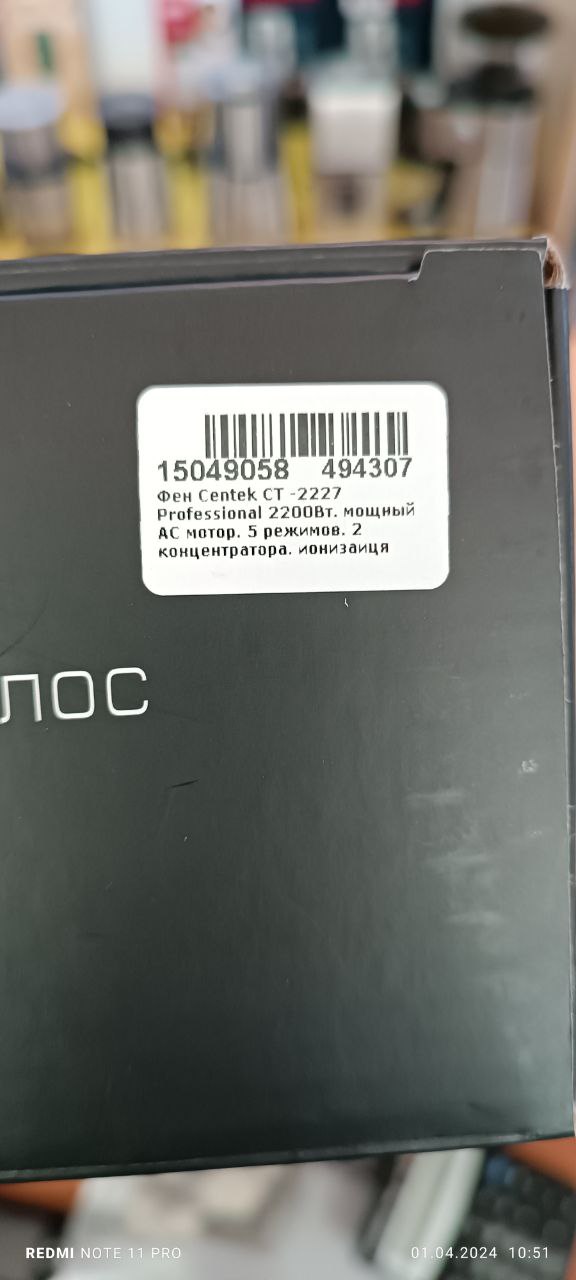 15049058 494307
Фен Centek CT -2227
Professional 2200Вт. мощный
AC мотор. 5 режимов. 2
концентратора. ионизаиця
ЛОС
REDMI NOTE 11 PRO
01.04.2024 10:51